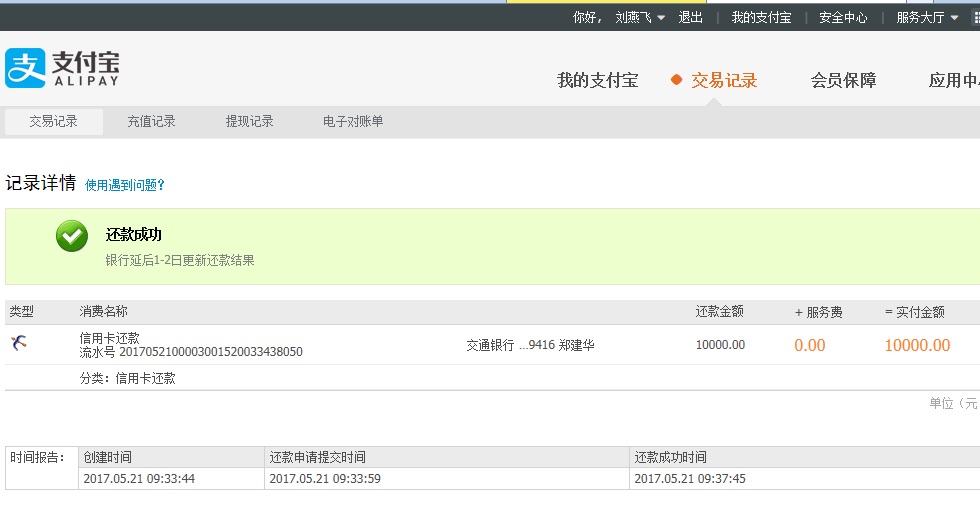 你好, 刘燕飞 退出 | 我的支付宝 | 安全中心 | 服务大厅
支付宝
ALIPAY
我的支付宝 交易记录 会员保障 应用中
交易记录 充值记录 提现记录 电子对账单
记录详情 使用遇到问题?
还款成功
银行延后1-2日更新还款结果
类型 消费名称 还款金额 + 服务费 = 实付金额
信用卡还款
流水号 20170521000030015200334380​50 交通银行 ...9416 郑建华 10000.00 0.00 10000.00
分类：信用卡还款
单位（元
时间报告： 创建时间 还款申请提交时间 还款成功时间
2017.05.21 09:33:44 2017.05.21 09:33:59 2017.05.21 09:37:45